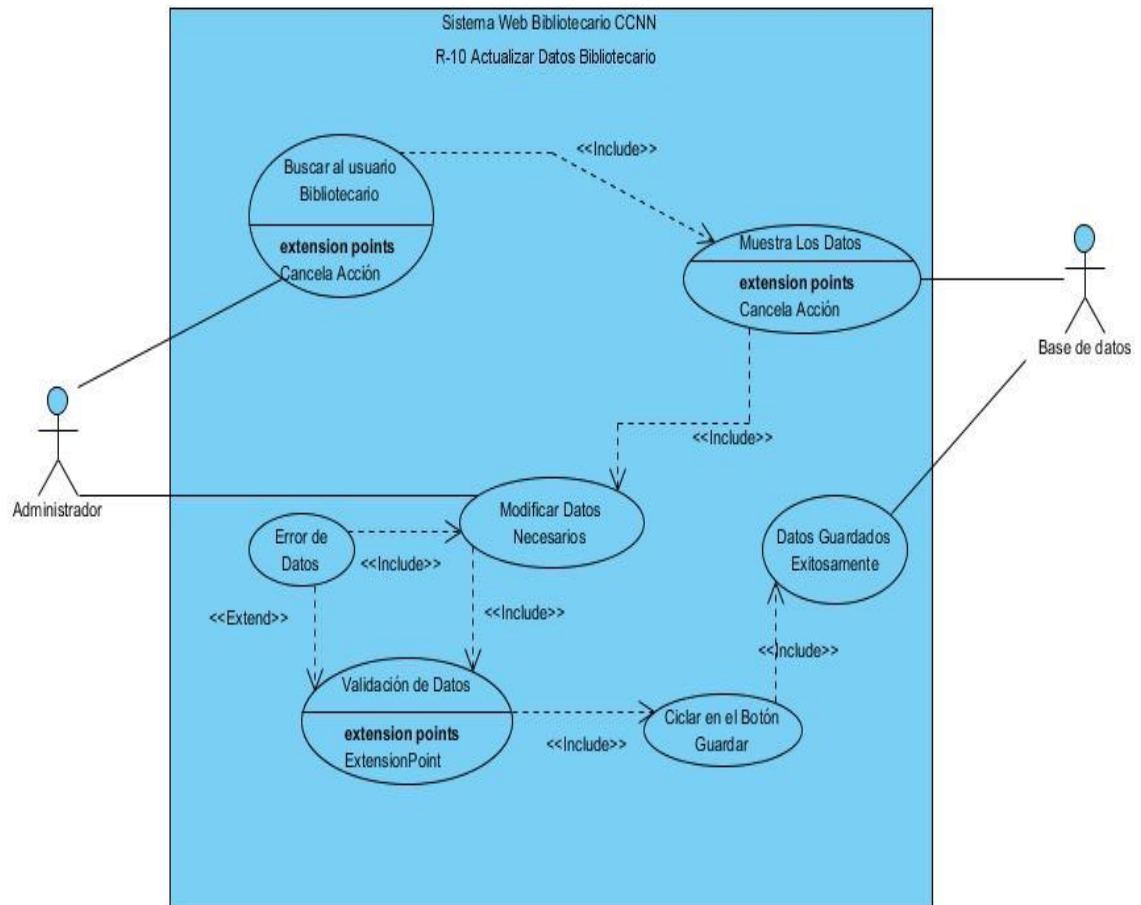 Sistema Web Bibliotecario CCNN
R-10 Actualizar Datos Bibliotecario
Buscar al usuario
Bibliotecario
extension points
Cancela Acción
<<Include>>
Muestra Los Datos
extension points
Cancela Acción
Base de datos
<<Include>>
Administrador
Modificar Datos
Necesarios
Error de
Datos
<<Include>>
Datos Guardados
Exitosamente
<<Extend>>
<<Include>>
<<Include>>
Validación de Datos
extension points
ExtensionPoint
<<Include>>
Ciclar en el Botón
Guardar